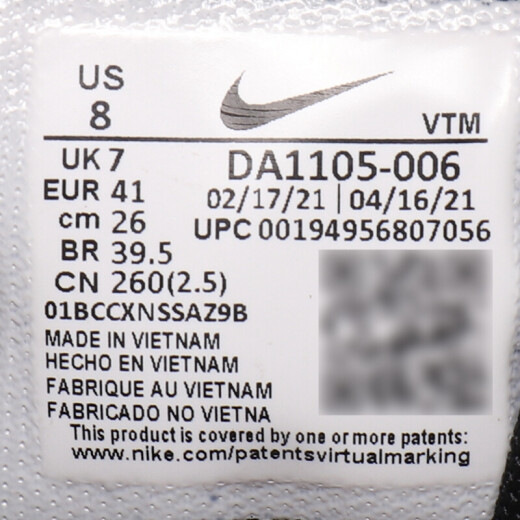 US
8
VTM
UK 7
EUR 41
cm 26
BR 39.5
CN 260(2.5)
DA1105-006
02/17/21 | 04/16/21
UPC 00194956807056
01BCCXNSSAZ9B
MADE IN VIETNAM
HECHO EN VIETNAM
FABRIQUE AU VIETNAM
FABRICADO NO VIETNA
This product is covered by one or more patents:
www.nike.com/patentsvirtualmarking